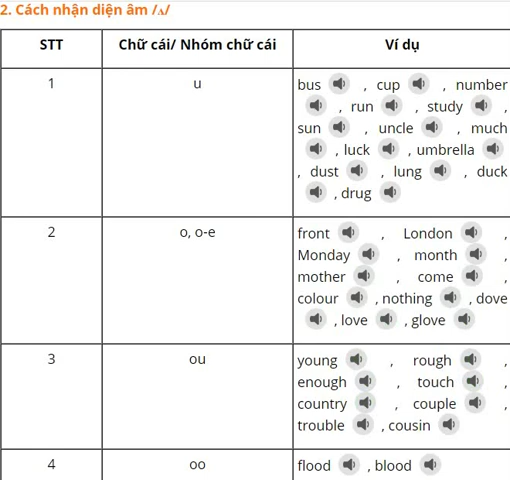 2. Cách nhận diện âm /ʌ/
STT Chữ cái/ Nhóm chữ cái Ví dụ
1 u bus , cup , number
, run , study ,
sun , uncle , much
, luck , umbrella
, dust , lung , duck
, drug
2 o, o-e front , London ,
Monday , month ,
mother , come ,
colour , nothing , dove
, love , glove
3 ou young , rough ,
enough , touch ,
country , couple ,
trouble , cousin
4 oo flood , blood